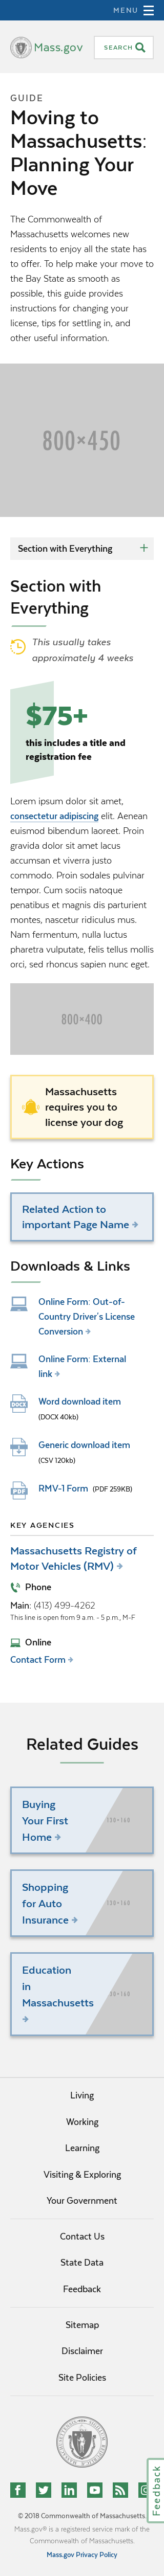 MENU
Mass.gov
SEARCH
GUIDE
Moving to
Massachusetts:
Planning Your
Move
The Commonwealth of
Massachusetts welcomes new
residents to enjoy all the state has
to offer. To help make your move to
the Bay State as smooth as
possible, this guide provides
instructions for changing your
license, tips for settling in, and
other useful information.
800×450
Section with Everything
Section with
Everything
This usually takes
approximately 4 weeks
$75+
this includes a title and
registration fee
Lorem ipsum dolor sit amet,
consectetur adipiscing elit. Anean
euismod bibendum laoreet. Proin
gravida dolor sit amet lacus
accumsan et viverra justo
commodo. Proin sodales pulvinar
tempor. Cum sociis natoque
penatibus et magnis dis parturient
montes, nascetur ridiculus mus.
Nam fermentum, nulla luctus
pharetra vulputate, felis tellus mollis
orci, sed rhoncus sapien nunc eget.
800×400
Massachusetts
requires you to
license your dog
Key Actions
Related Action to
important Page Name
Downloads & Links
Online Form: Out-of-
Country Driver's License
Conversion
Online Form: External
link
DOCX
Word download item
(DOCX 40kb)
Generic download item
(CSV 120kb)
PDF
RMV-1 Form (PDF 259KB)
KEY AGENCIES
Massachusetts Registry of
Motor Vehicles (RMV)
Phone
Main: (413) 499-4262
This line is open from 9 a.m. - 5 p.m., M-F
Online
Contact Form
Related Guides
Buying
Your First
Home
130×160
Shopping
for Auto
Insurance
130×160
Education
in
Massachusetts
130×160
Living
Working
Learning
Visiting & Exploring
Your Government
Contact Us
State Data
Feedback
Sitemap
Disclaimer
Site Policies
Feedback
© 2018 Commonwealth of Massachusetts.
Mass.gov® is a registered service mark of the
Commonwealth of Massachusetts.
Mass.gov Privacy Policy